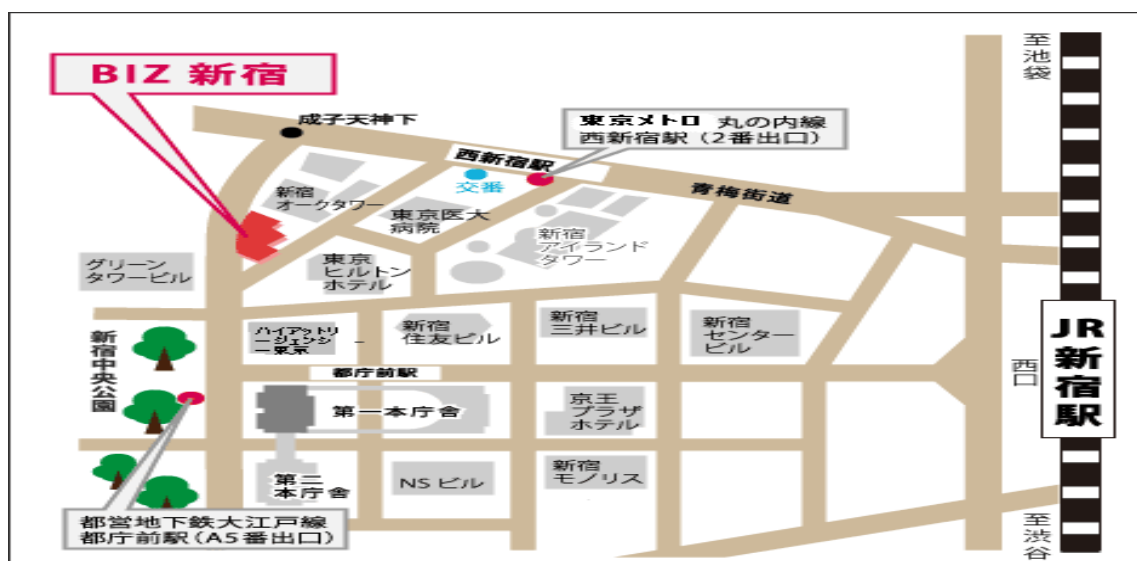 至池袋
BIZ 新宿
成子天神下
東京メトロ 丸の内線
西新宿駅（2番出口）
西新宿駅
交番
青梅街道
新宿
オークタワー
東京医大
病院
新宿
アイランド
タワー
グリーン
タワービル
東京
ヒルトン
ホテル
新宿中央公園
ハイアットリ
ージェンシ
ー東京
新宿
住友ビル
新宿
三井ビル
新宿
センター
ビル
JR新宿駅
西口
都庁前駅
第一本庁舎
京王
プラザ
ホテル
第二
本庁舎
NSビル
新宿
モノリス
都営地下鉄大江戸線
都庁前駅（A5番出口）
至渋谷